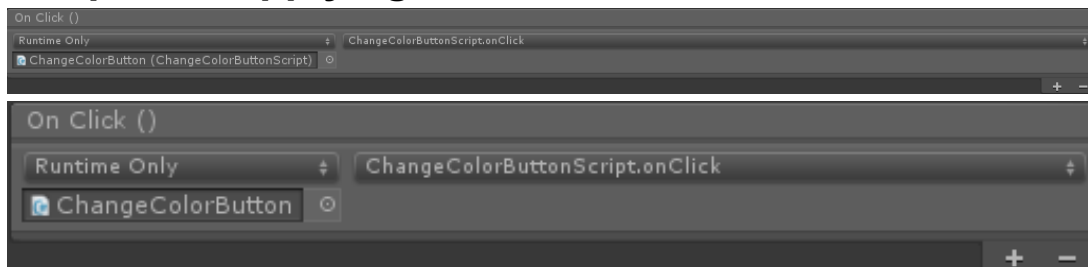 On Click ()
Runtime Only ChangeColorButtonScript.onClick
ChangeColorButton (ChangeColorButtonScript)
+ −
On Click ()
Runtime Only ChangeColorButtonScript.onClick
ChangeColorButton
+ −